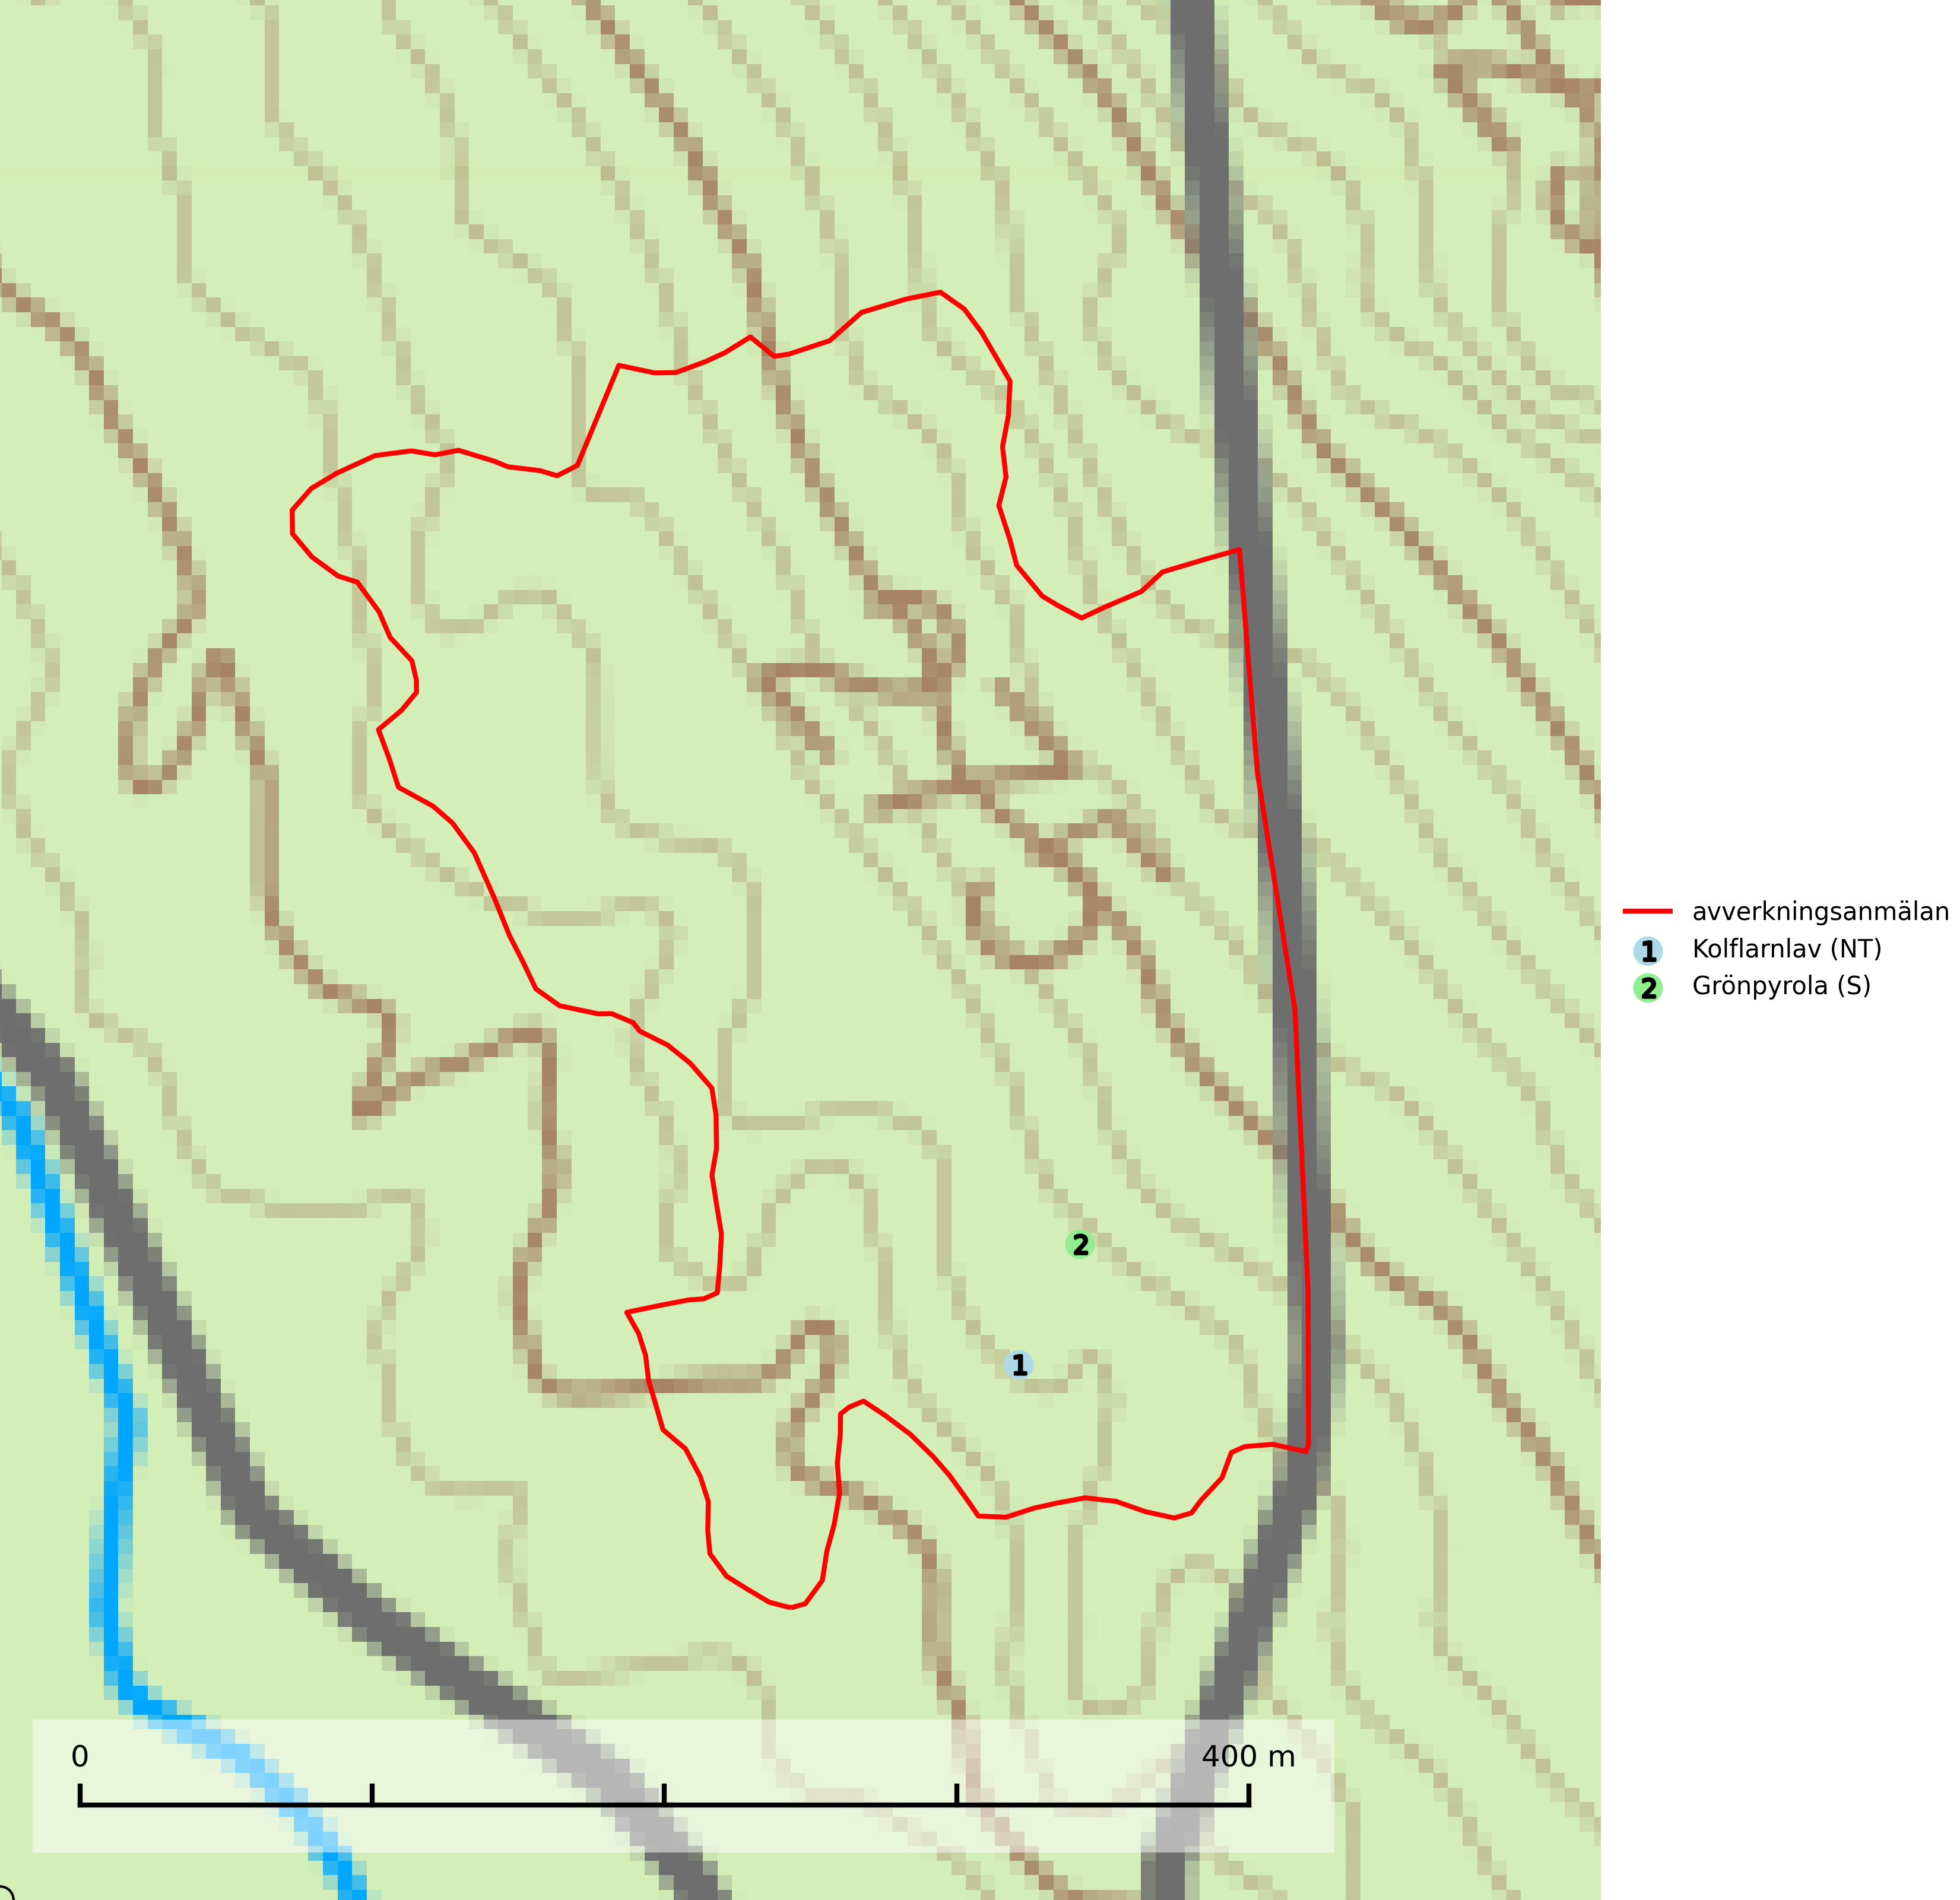 avverkningsanmälan
1 Kolflarnlav (NT)
2 Grönpyrola (S)
2
1
0 400 m